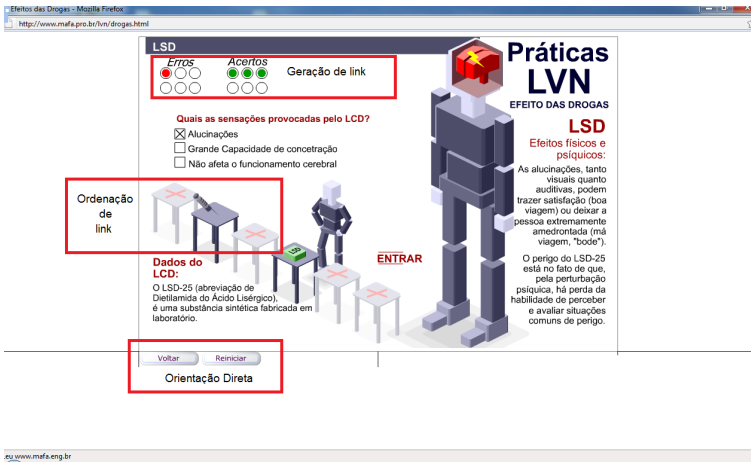 Efeitos das Drogas - Mozilla Firefox
http://www.mafa.pro.br/lvn/drogas.html
LSD
Erros Acertos
Geração de link
Quais as sensações provocadas pelo LCD?
Alucinações
Grande Capacidade de concetração
Não afeta o funcionamento cerebral
Ordenação
de
link
LSD
ENTRAR
Dados do
LCD:
O LSD-25 (abreviação de
Dietilamida do Ácido Lisérgico),
é uma substância sintética fabricada em
laboratório.
Práticas
LVN
EFEITO DAS DROGAS
LSD
Efeitos físicos e
psíquicos:
As alucinações, tanto
visuais quanto
auditivas, podem
trazer satisfação (boa
viagem) ou deixar a
pessoa extremamente
amedrontada (má
viagem, "bode").
O perigo do LSD-25
está no fato de que,
pela perturbação
psíquica, há perda da
habilidade de perceber
e avaliar situações
comuns de perigo.
Voltar Reiniciar
Orientação Direta
.eu www.mafa.eng.br